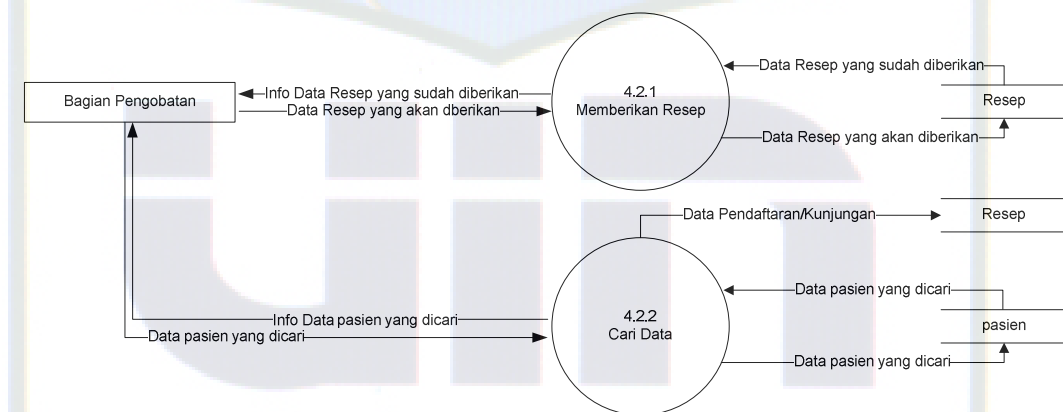 Data Resep yang sudah diberikan
Info Data Resep yang sudah diberikan
4.2.1
Bagian Pengobatan
Resep
Data Resep yang akan dberikan
Memberikan Resep
Data Resep yang akan diberikan
Data Pendaftaran/Kunjungan
Resep
Data pasien yang dicari
Info Data pasien yang dicari
4.2.2
pasien
Data pasien yang dicari
Cari Data
Data pasien yang dicari
uin